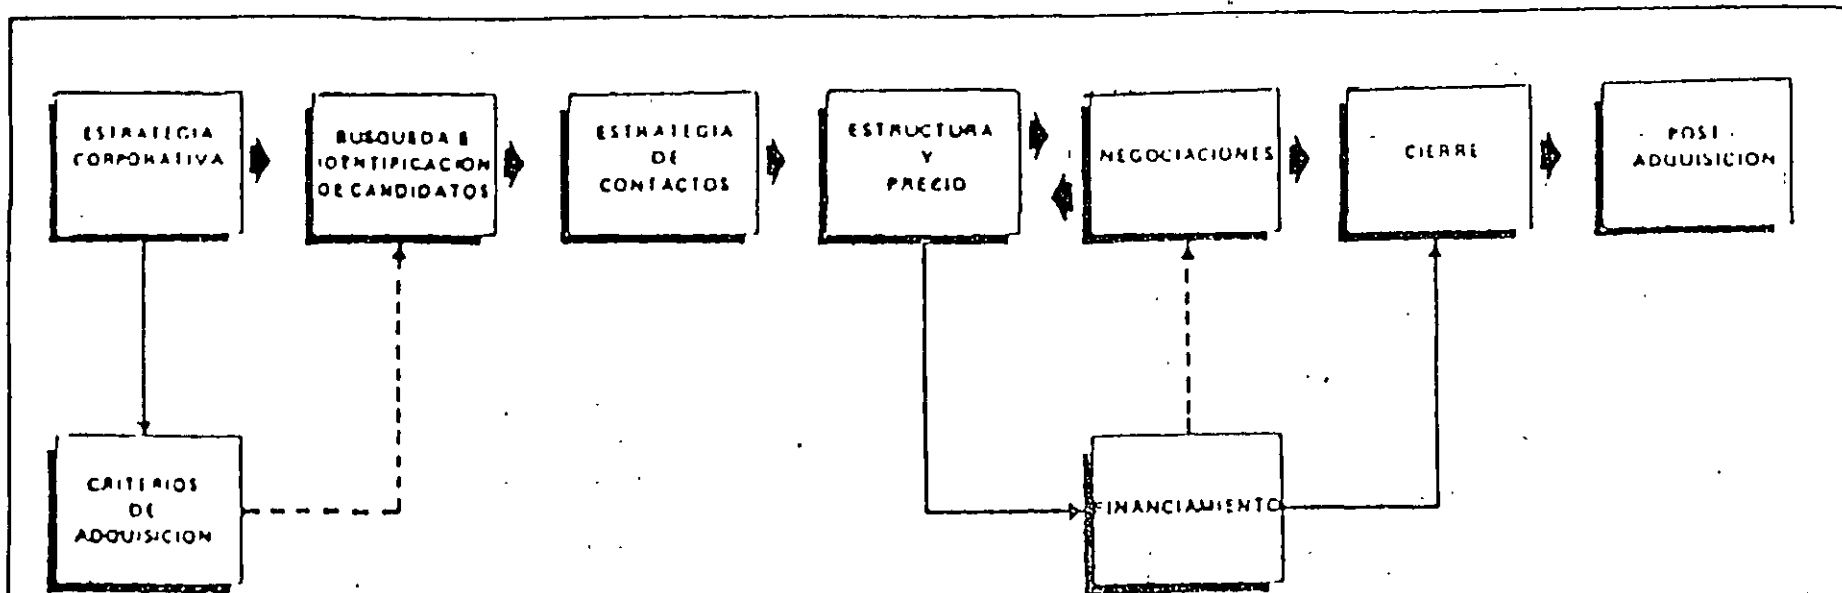 ESTRATEGIA
CORPORATIVA
BUSQUEDA E
IDENTIFICACION
DE CANDIDATOS
ESTRATEGIA
DE
CONTACTOS
ESTRUCTURA
Y
PRECIO
NEGOCIACIONES
CIERRE
POST -
ADQUISICION
CRITERIOS
DE
ADQUISICION
FINANCIAMIENTO